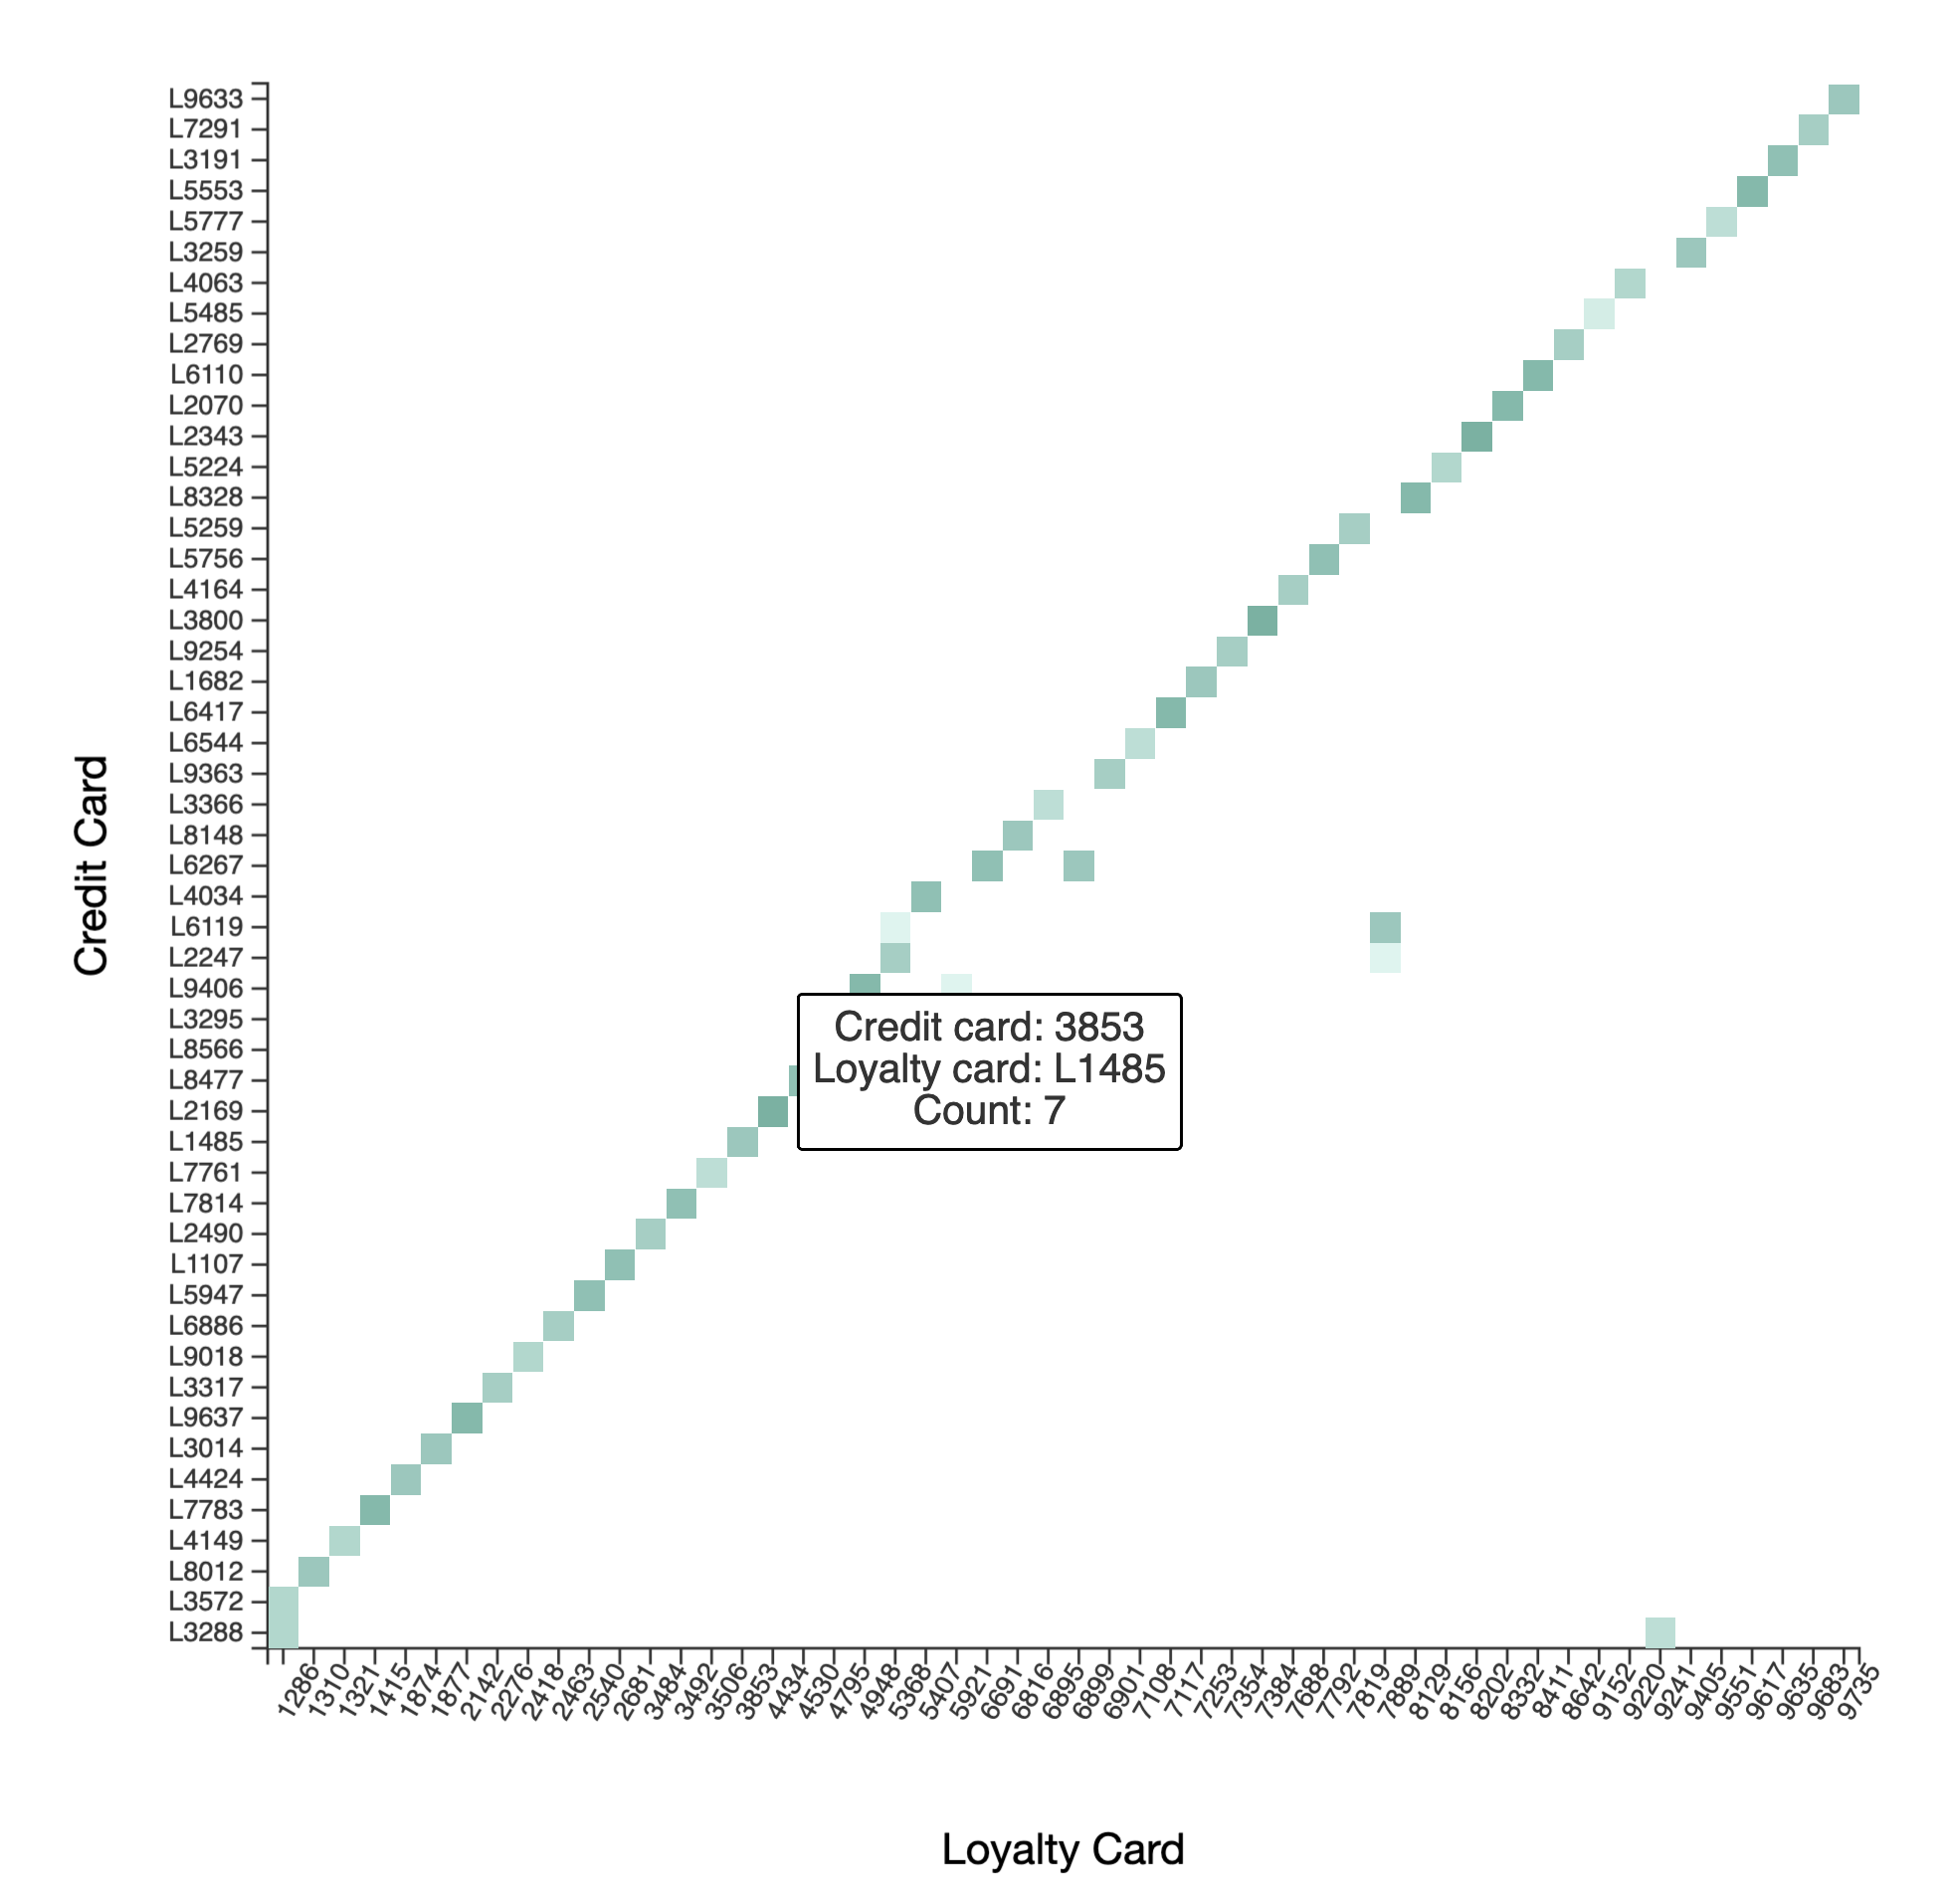 L9633
L7291
L3191
L5553
L5777
L3259
L4063
L5485
L2769
L6110
L2070
L2343
L5224
L8328
L5259
L5756
L4164
L3800
L9254
L1682
L6417
L6544
L9363
L3366
L8148
L6267
L4034
L6119
L2247
L9406
L3295
L8566
L8477
L2169
L1485
L7761
L7814
L2490
L1107
L5947
L6886
L9018
L3317
L9637
L3014
L4424
L7783
L4149
L8012
L3572
L3288
Credit Card
Credit card: 3853
Loyalty card: L1485
Count: 7
1286
1310
1321
1415
1874
1877
2142
2276
2418
2463
2540
2681
3484
3492
3506
3853
4434
4530
4795
4948
5368
5407
5921
6691
6816
6895
6899
6901
7108
7117
7253
7354
7384
7688
7792
7819
7889
8129
8156
8202
8332
8411
8642
9152
9220
9241
9405
9551
9617
9635
9683
9735
Loyalty Card